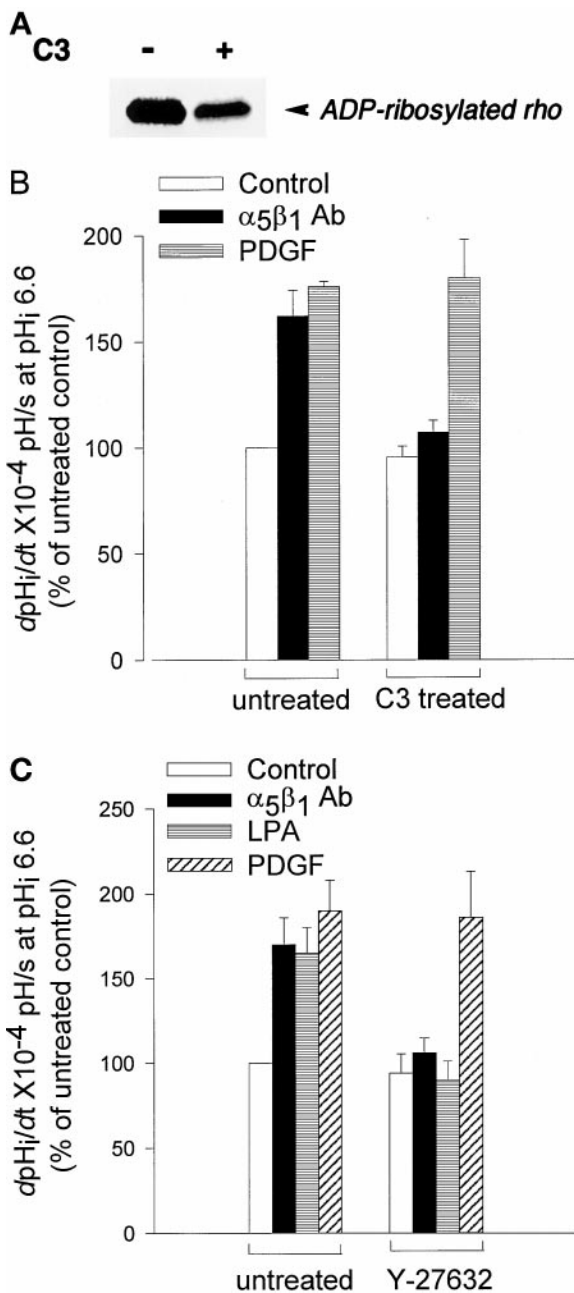 A
C3 - +
ADP-ribosylated rho
B
Control
α5β1 Ab
PDGF
dpHi/dt X10-4 pH/s at pHi 6.6
(% of untreated control)
200
150
100
50
0
untreated
C3 treated
C
Control
α5β1 Ab
LPA
PDGF
dpHi/dt X10-4 pH/s at pHi 6.6
(% of untreated control)
250
200
150
100
50
0
untreated
Y-27632